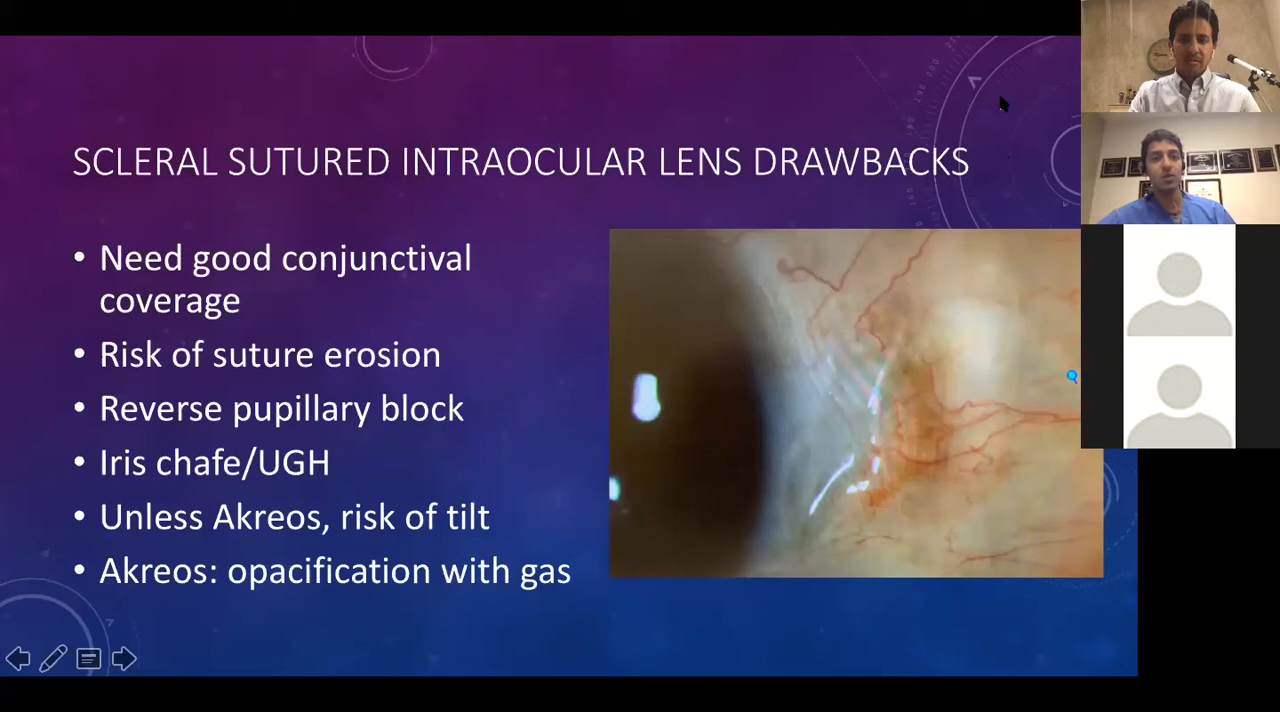 SCLERAL SUTURED INTRAOCULAR LENS DRAWBACKS
• Need good conjunctival
coverage
• Risk of suture erosion
• Reverse pupillary block
• Iris chafe/UGH
• Unless Akreos, risk of tilt
• Akreos: opacification with gas